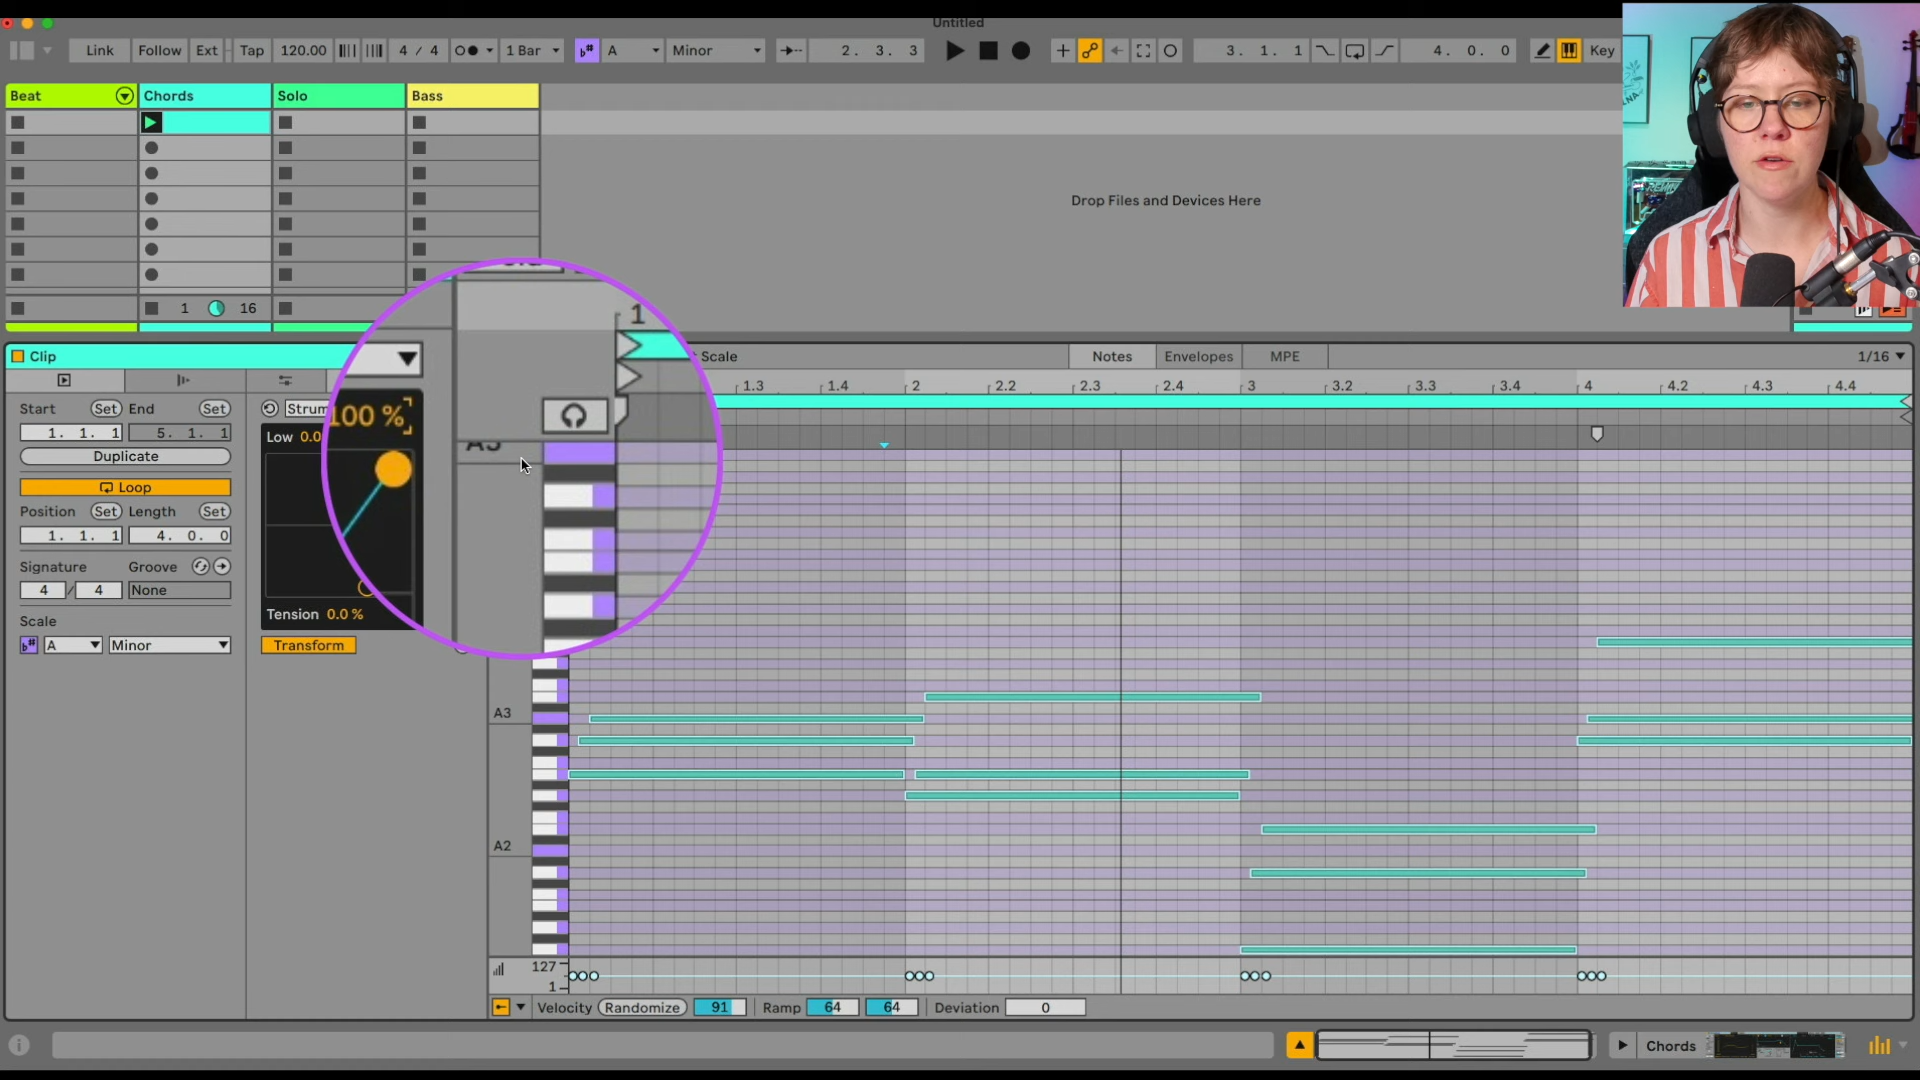 Untitled
Link Follow Ext Tap 120.00 4 / 4 1 Bar A Minor 2. 3. 3 3. 1. 1 4. 0. 0 Key
Beat Chords Solo Bass
Drop Files and Devices Here
1 16
1
Clip Scale Notes Envelopes MPE 1/16
1.3 1.4 2 2.2 2.3 2.4 3 3.2 3.3 3.4 4 4.2 4.3 4.4
Start Set End Set
1. 1. 1 5. 1. 1
Strum 100 %
Low 0.0
Duplicate
Loop
Position Set Length Set
1. 1. 1 4. 0. 0
Signature Groove
4 / 4 None
Tension 0.0 %
Scale
A Minor Transform
A3
A2
127
1
Velocity Randomize 91 Ramp 64 64 Deviation 0
Chords